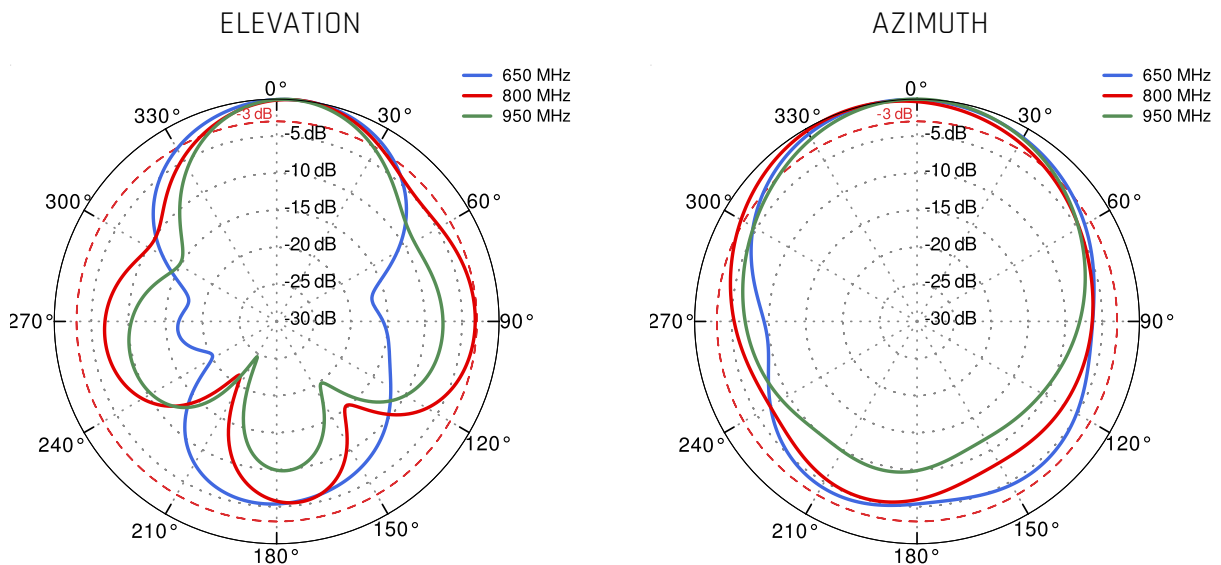 ELEVATION
650 MHz
800 MHz
950 MHz
0°
30°
60°
90°
120°
150°
180°
210°
240°
270°
300°
330°
-3 dB
-5 dB
-10 dB
-15 dB
-20 dB
-25 dB
-30 dB
AZIMUTH
650 MHz
800 MHz
950 MHz
0°
30°
60°
90°
120°
150°
180°
210°
240°
270°
300°
330°
-3 dB
-5 dB
-10 dB
-15 dB
-20 dB
-25 dB
-30 dB